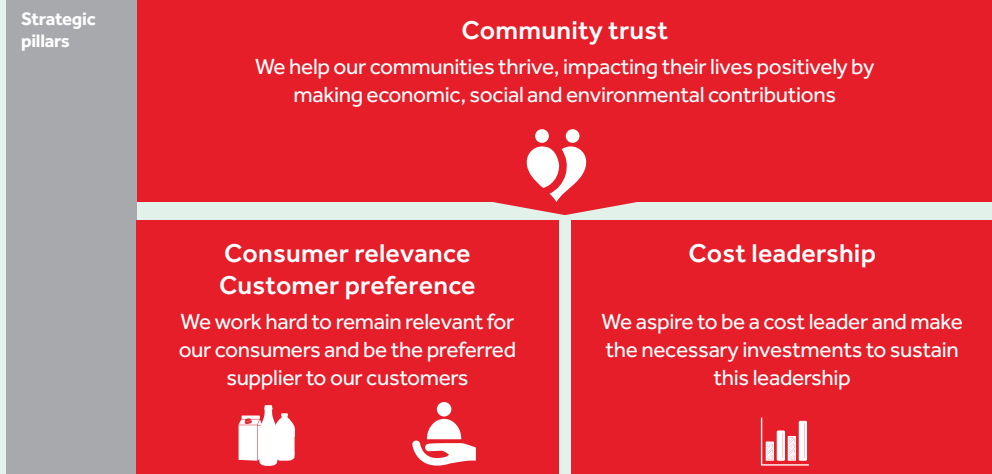 Strategic
pillars
Community trust
We help our communities thrive, impacting their lives positively by
making economic, social and environmental contributions
Consumer relevance
Customer preference
We work hard to remain relevant for
our consumers and be the preferred
supplier to our customers
Cost leadership
We aspire to be a cost leader and make
the necessary investments to sustain
this leadership